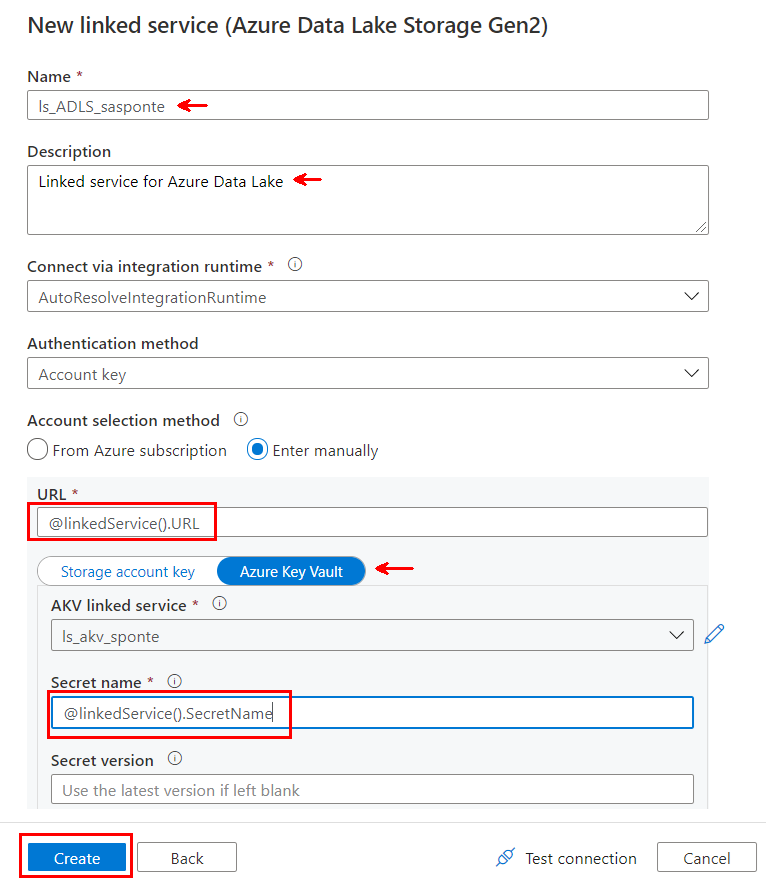 New linked service (Azure Data Lake Storage Gen2)
Name *
ls_ADLS_sasponte
Description
Linked service for Azure Data Lake
Connect via integration runtime *
AutoResolveIntegrationRuntime
Authentication method
Account key
Account selection method
From Azure subscription Enter manually
URL *
@linkedService().URL
Storage account key Azure Key Vault
AKV linked service *
ls_akv_sponte
Secret name *
@linkedService().SecretName
Secret version
Use the latest version if left blank
Create Back Test connection Cancel